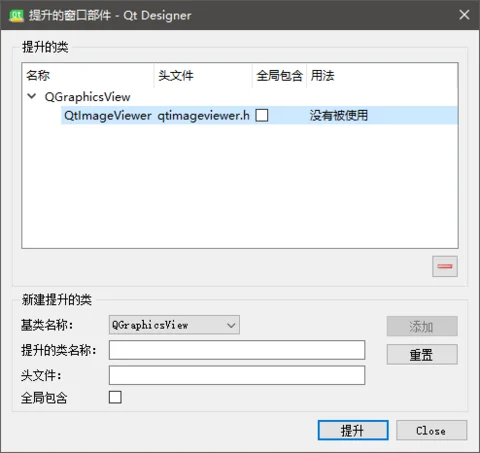 提升的窗口部件 - Qt Designer
提升的类
名称 头文件 全局包含 用法
QGraphicsView
QtImageViewer qtimageviewer.h 没有被使用
新建提升的类
基类名称: QGraphicsView 添加
提升的类名称: 重置
头文件:
全局包含
提升 Close